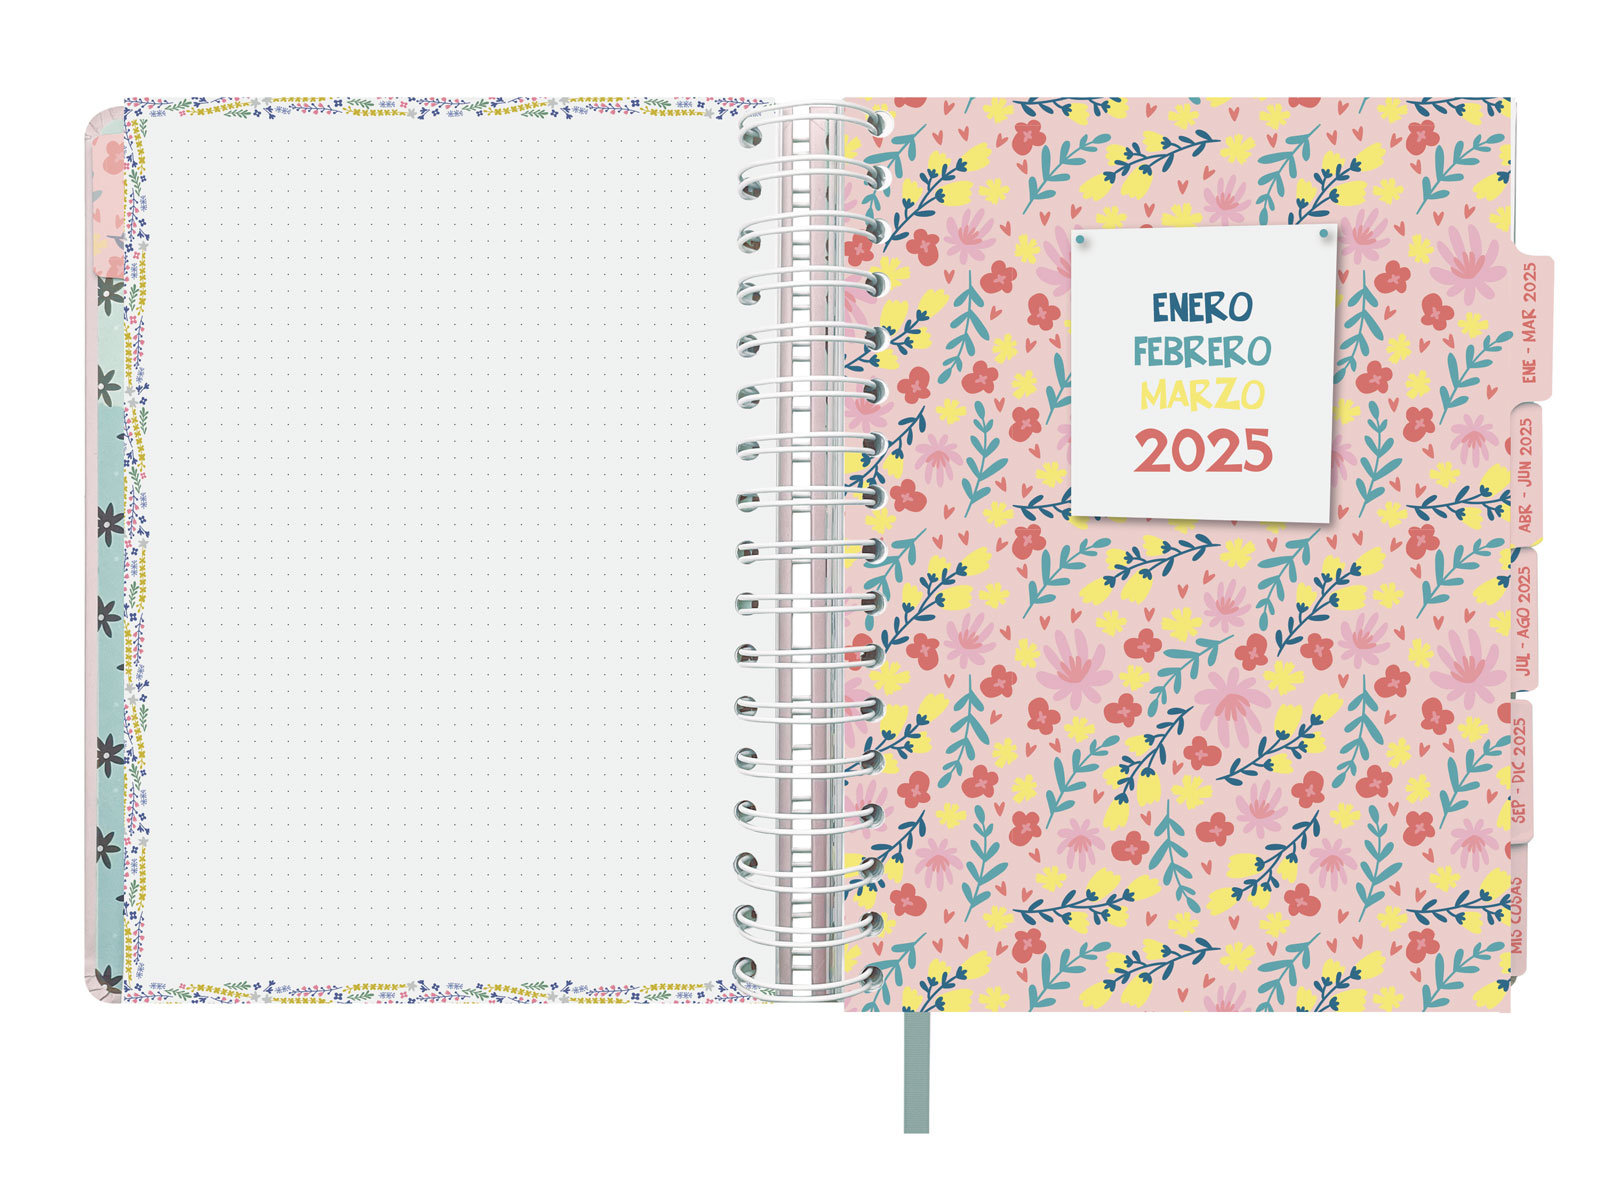 ENERO
FEBRERO
MARZO
2025
ENE - MAR 2025
ABR - JUN 2025
JUL - AGO 2025
SEP - DIC 2025
MIS COSAS